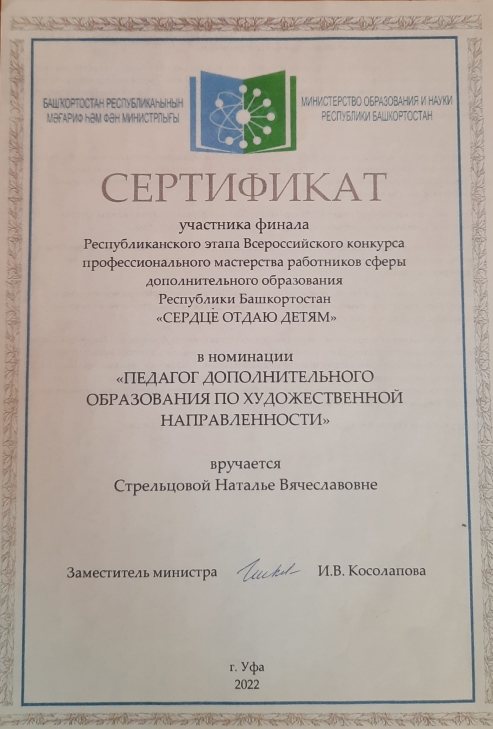 БАШҠОРТОСТАН РЕСПУБЛИКАҺЫНЫҢ
МӘҒАРИФ ҺӘМ ФӘН МИНИСТРЛЫҒЫ
МИНИСТЕРСТВО ОБРАЗОВАНИЯ И НАУКИ
РЕСПУБЛИКИ БАШКОРТОСТАН
СЕРТИФИКАТ
участника финала
Республиканского этапа Всероссийского конкурса
профессионального мастерства работников сферы
дополнительного образования
Республики Башкортостан
«СЕРДЦЕ ОТДАЮ ДЕТЯМ»
в номинации
«ПЕДАГОГ ДОПОЛНИТЕЛЬНОГО
ОБРАЗОВАНИЯ ПО ХУДОЖЕСТВЕННОЙ
НАПРАВЛЕННОСТИ»
вручается
Стрельцовой Наталье Вячеславовне
Заместитель министра И.В. Косолапова
г. Уфа
2022